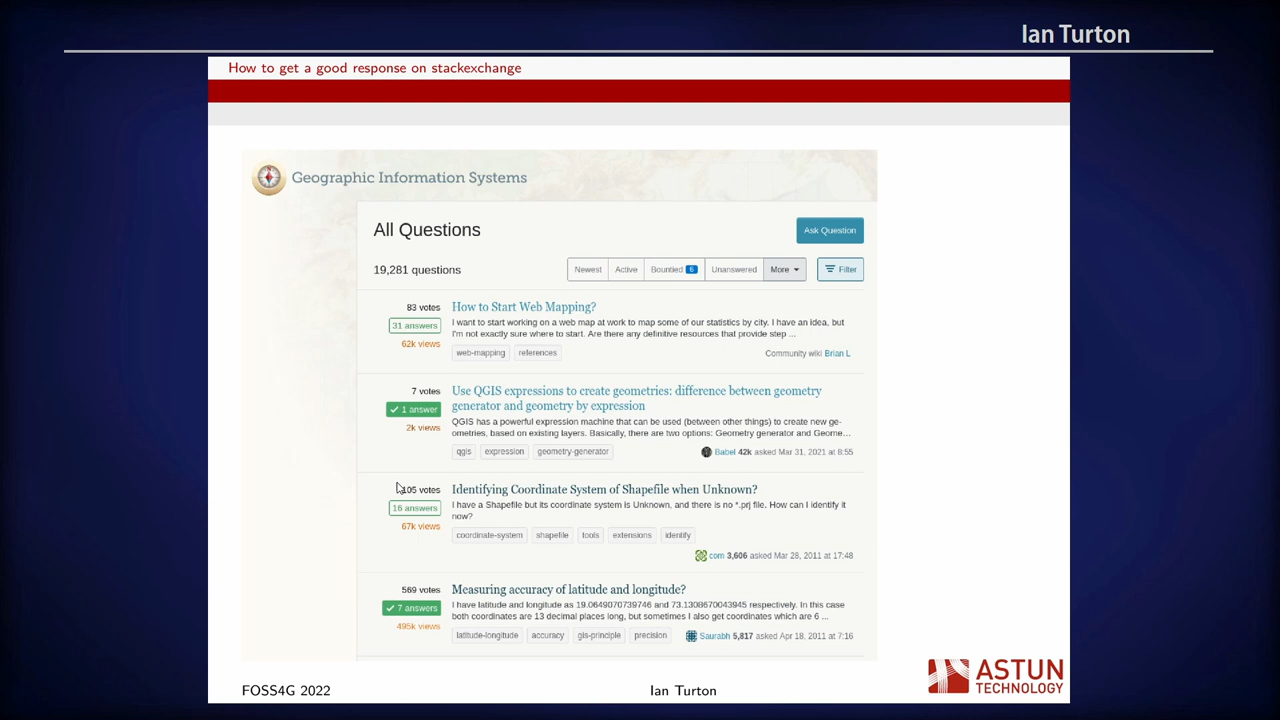 Ian Turton
How to get a good response on stackexchange
Geographic Information Systems
All Questions
Ask Question
19,281 questions
Newest Active Bountied 6 Unanswered More Filter
83 votes
How to Start Web Mapping?
31 answers
I want to start working on a web map at work to map some of our statistics by city. I have an idea, but
I'm not exactly sure where to start. Are there any definitive resources that provide step ...
62k views
web-mapping references
Community wiki Brian L
7 votes
Use QGIS expressions to create geometries: difference between geometry
generator and geometry by expression
1 answer
2k views
QGIS has a powerful expression machine that can be used (between other things) to create new ge-
ometries, based on existing layers. Basically, there are two options: Geometry generator and Geome...
qgis expression geometry-generator
Babel 42k asked Mar 31, 2021 at 8:55
105 votes
Identifying Coordinate System of Shapefile when Unknown?
16 answers
I have a Shapefile but its coordinate system is Unknown, and there is no *.prj file. How can I identify it
now?
67k views
coordinate-system shapefile tools extensions identify
com 3,606 asked Mar 28, 2011 at 17:48
569 votes
Measuring accuracy of latitude and longitude?
7 answers
I have latitude and longitude as 19.0649070739746 and 73.1308670043945 respectively. In this case
both coordinates are 13 decimal places long, but sometimes I also get coordinates which are 6 ...
495k views
latitude-longitude accuracy gis-principle precision
Saurabh 5,817 asked Apr 18, 2011 at 7:16
FOSS4G 2022
Ian Turton
ASTUN
TECHNOLOGY